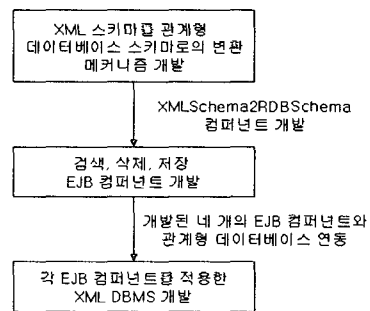 XML 스키마를 관계형
데이터베이스 스키마로의 변환
메커니즘 개발
XMLSchema2RDBSchema
컴퍼넌트 개발
검색, 삭제, 저장
EJB 컴퍼넌트 개발
개발된 네 개의 EJB 컴퍼넌트와
관계형 데이터베이스 연동
각 EJB 컴퍼넌트를 적용한
XML DBMS 개발